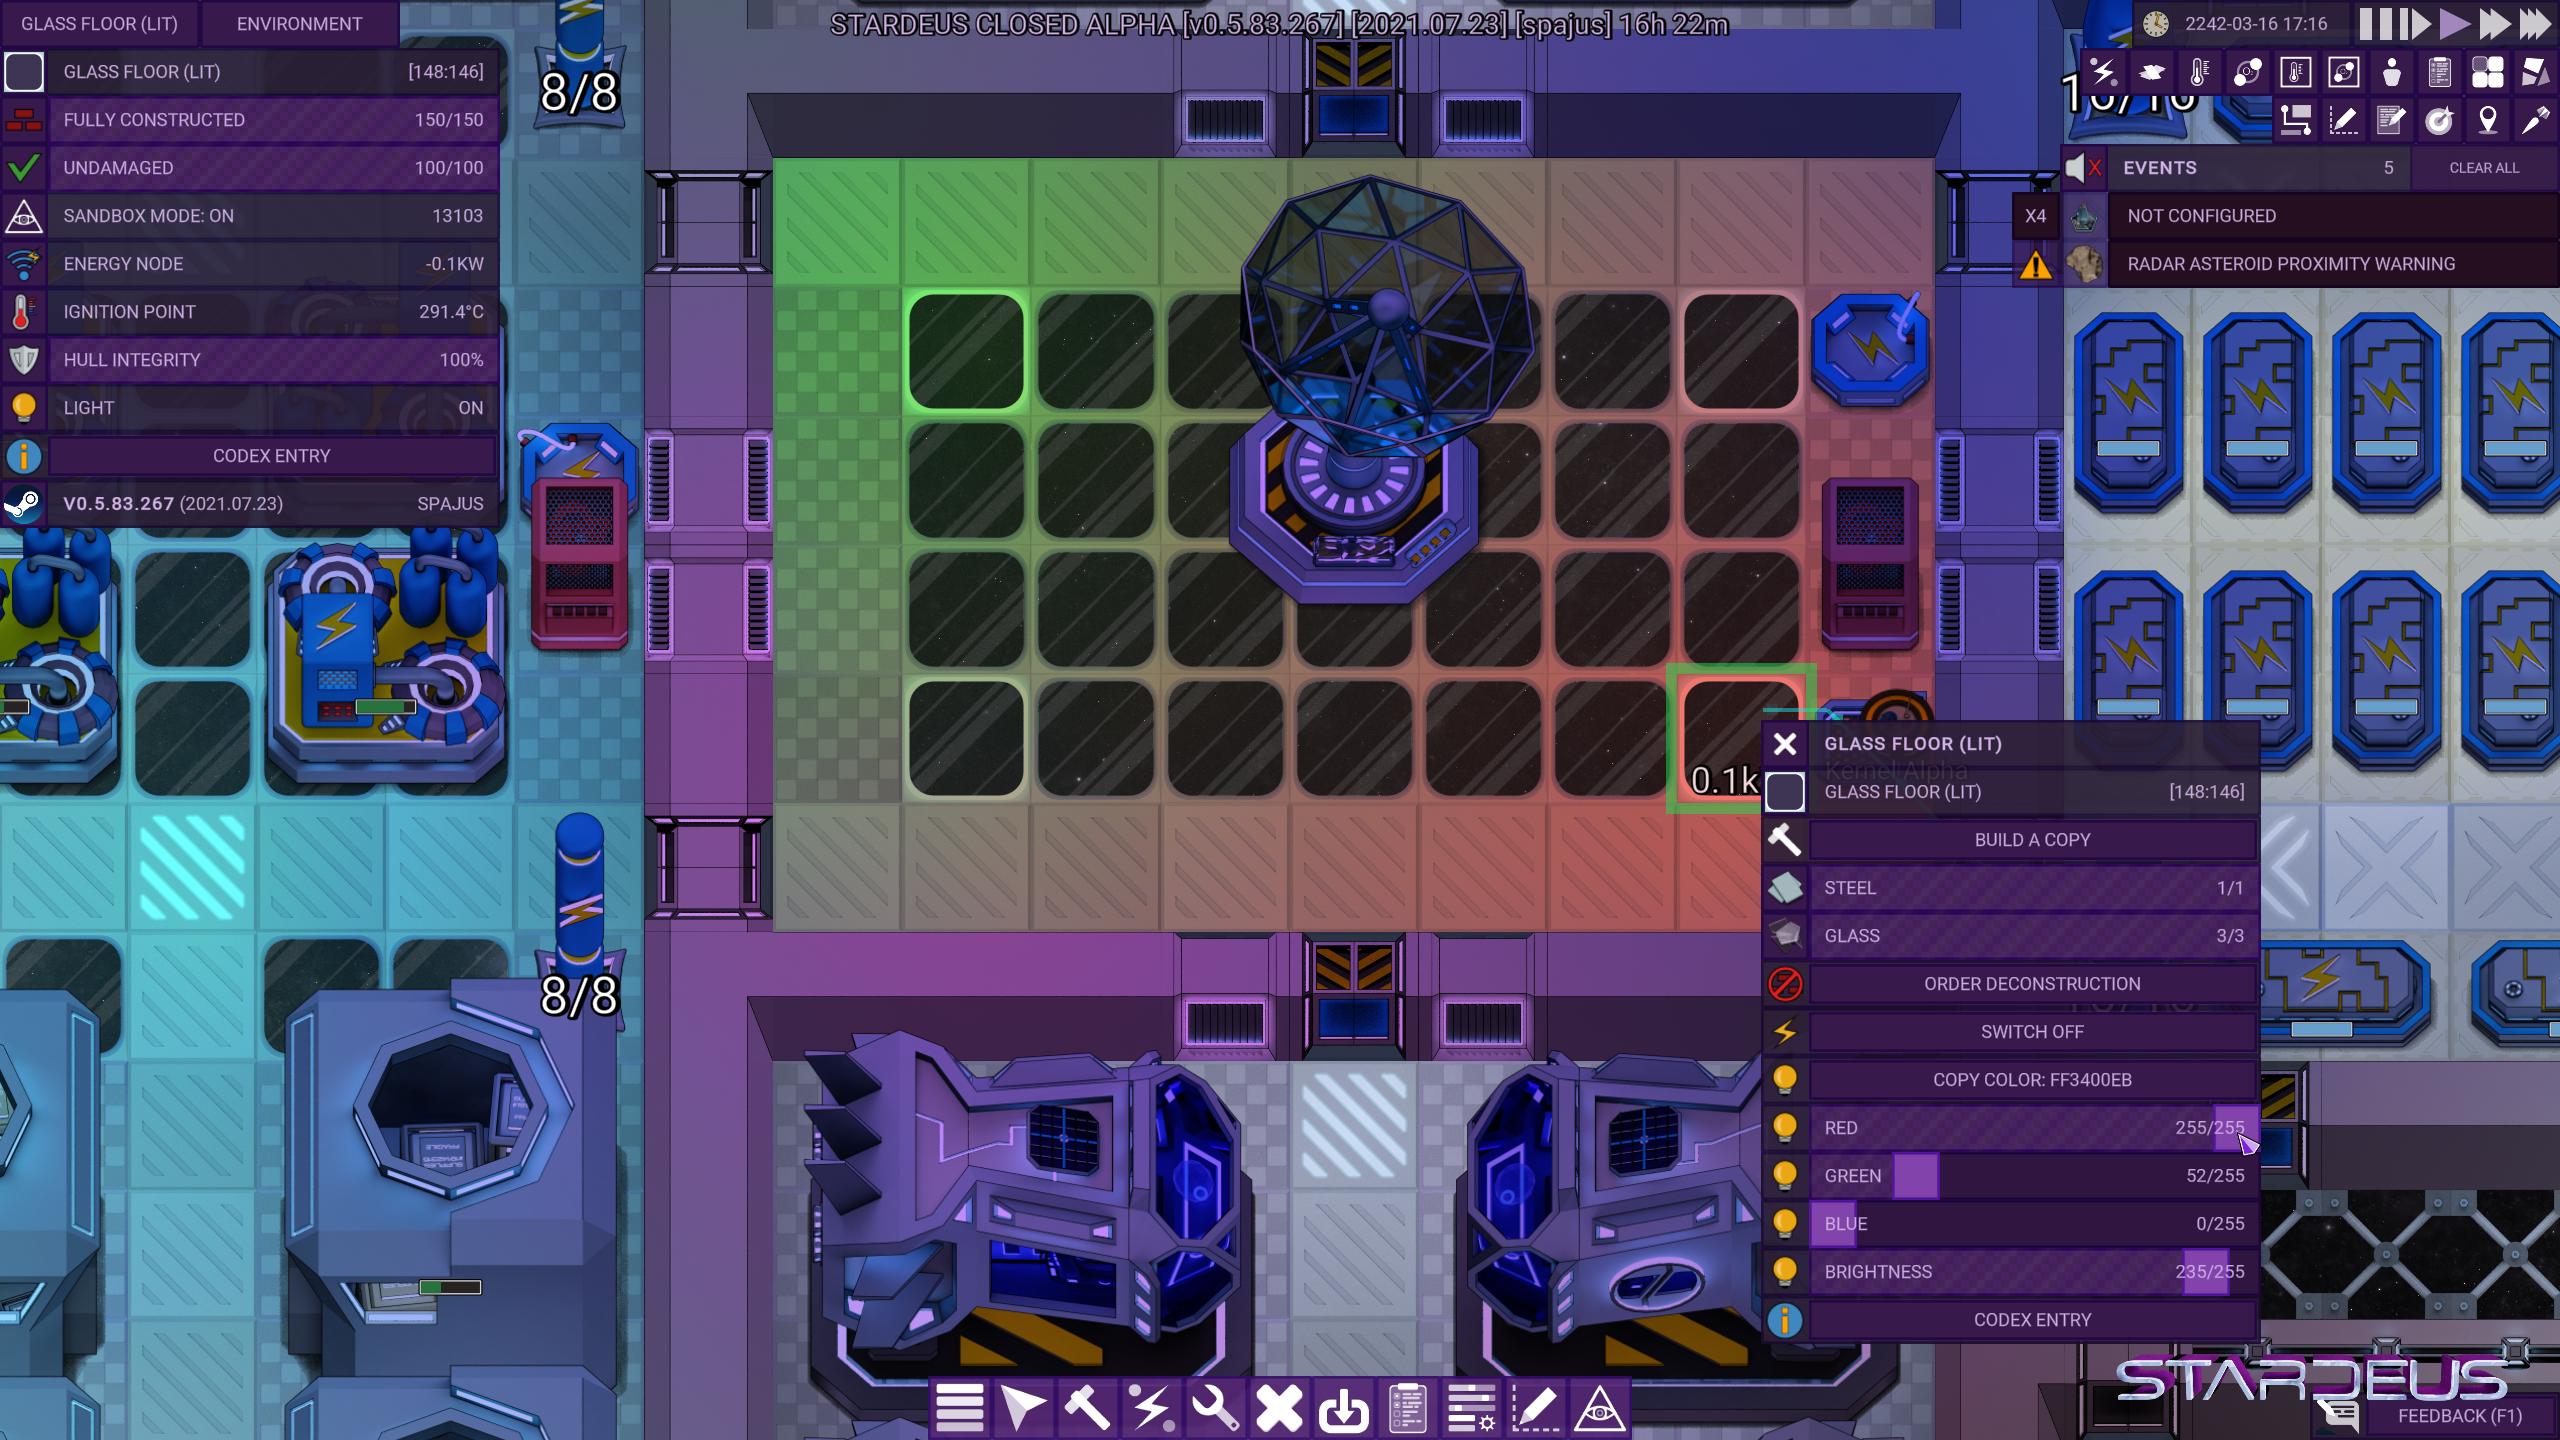 GLASS FLOOR (LIT)
ENVIRONMENT
GLASS FLOOR (LIT) [148:146]
FULLY CONSTRUCTED 150/150
UNDAMAGED 100/100
SANDBOX MODE: ON 13103
ENERGY NODE -0.1KW
IGNITION POINT 291.4°C
HULL INTEGRITY 100%
LIGHT ON
CODEX ENTRY
V0.5.83.267 (2021.07.23) SPAJUS
8/8
8/8
STARDEUS CLOSED ALPHA [v0.5.83.267] [2021.07.23] [spajus] 16h 22m
2242-03-16 17:16
16/16
EVENTS 5 CLEAR ALL
X4 NOT CONFIGURED
RADAR ASTEROID PROXIMITY WARNING
0.1k
GLASS FLOOR (LIT)
Kernel Alpha
GLASS FLOOR (LIT) [148:146]
BUILD A COPY
STEEL 1/1
GLASS 3/3
ORDER DECONSTRUCTION
SWITCH OFF
COPY COLOR: FF3400EB
RED 255/255
GREEN 52/255
BLUE 0/255
BRIGHTNESS 235/255
CODEX ENTRY
STARDEUS
FEEDBACK (F1)